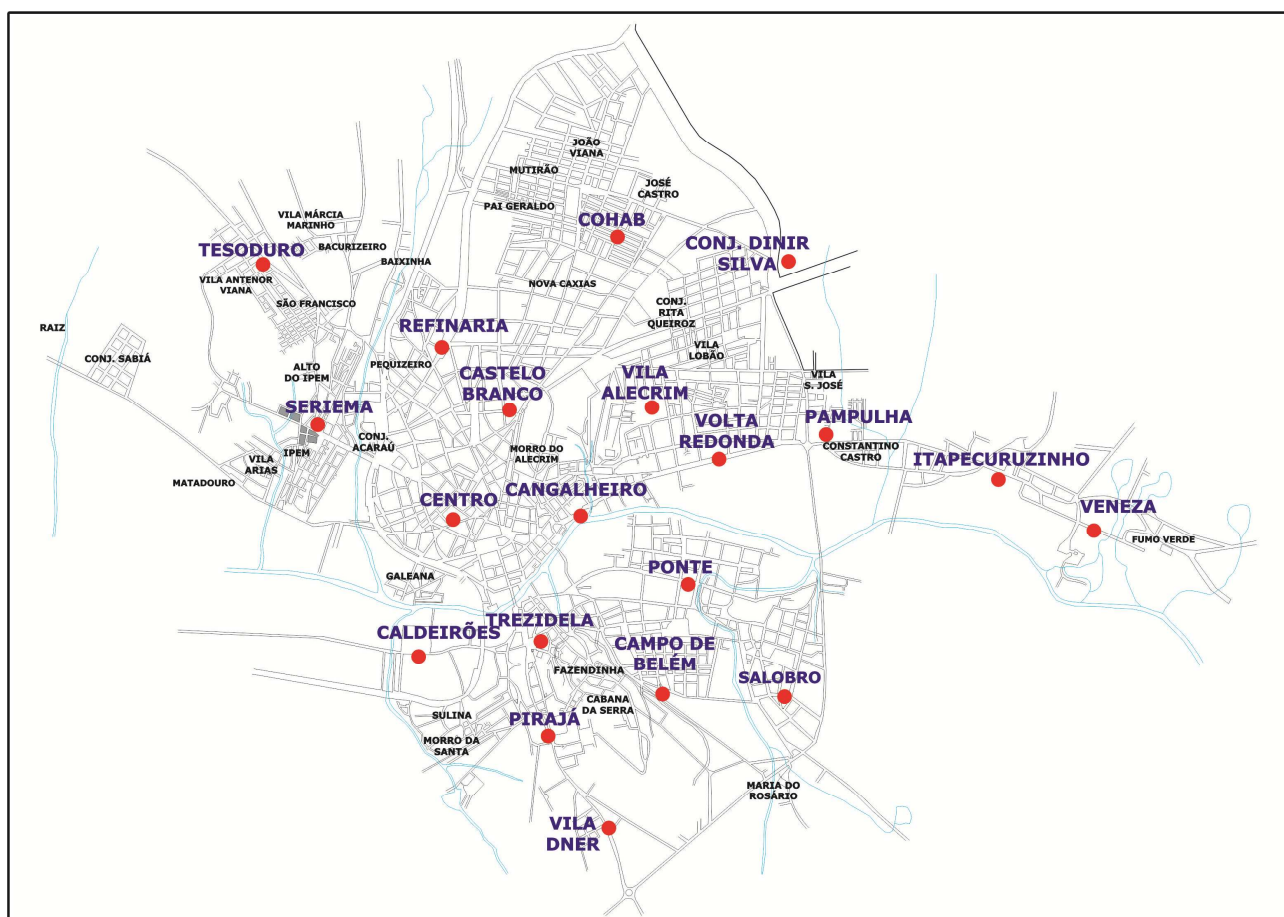 JOÃO
VIANA
MUTIRÃO
JOSÉ
CASTRO
PAI GERALDO
COHAB
VILA MÁRCIA
MARINHO
BACURIZEIRO
TESODURO
BAIXINHA
CONJ. DINIR
SILVA
VILA ANTENOR
VIANA
SÃO FRANCISCO
NOVA CAXIAS
CONJ.
RITA
QUEIROZ
RAIZ
REFINARIA
CONJ. SABIÁ
VILA
LOBÃO
ALTO
DO IPEM
PEQUIZEIRO
CASTELO
BRANCO
VILA
ALECRIM
VILA
S. JOSÉ
SERIEMA
VOLTA
REDONDA
PAMPULHA
CONJ.
ACARAÚ
MORRO DO
ALECRIM
CONSTANTINO
CASTRO
IPEM
VILA
ARIAS
ITAPECURUZINHO
MATADOURO
CENTRO
CANGALHEIRO
VENEZA
FUMO VERDE
PONTE
GALEANA
TREZIDELA
CALDEIRÕES
CAMPO DE
BELÉM
FAZENDINHA
SALOBRO
CABANA
DA SERRA
SULINA
PIRAJÁ
MORRO DA
SANTA
MARIA DO
ROSÁRIO
VILA
DNER